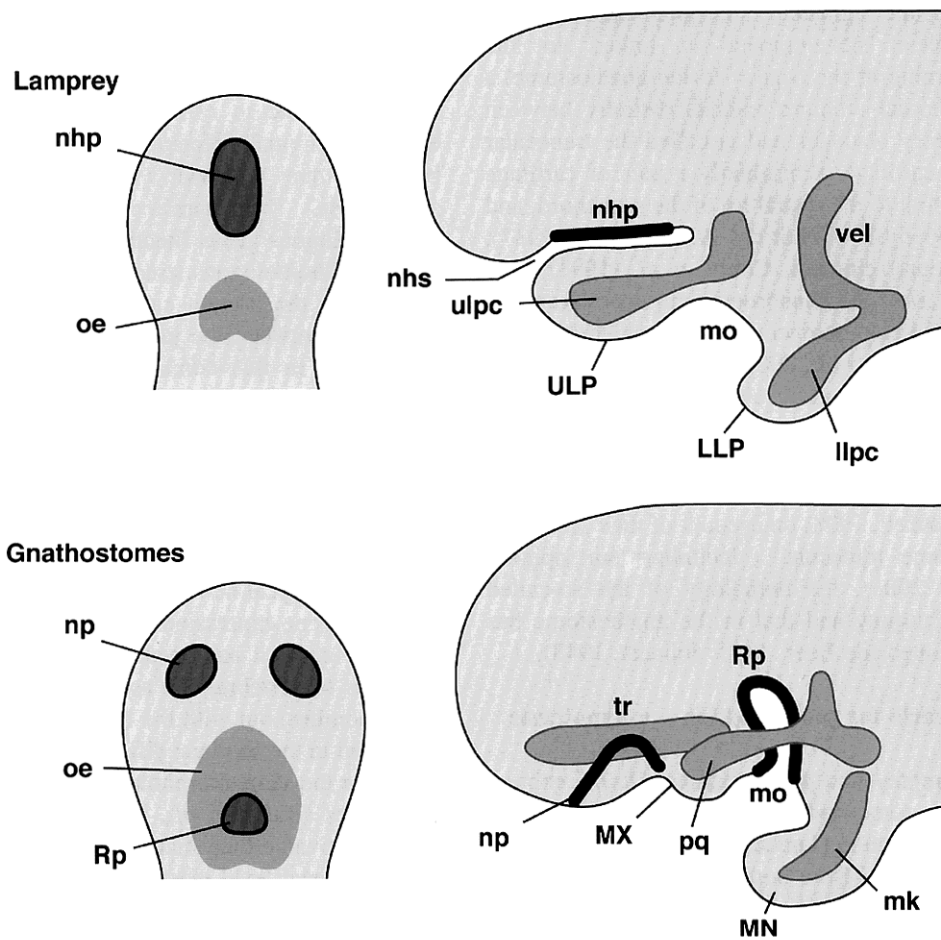 Lamprey
nhp
oe
nhp
vel
nhs
ulpc
mo
ULP
LLP
llpc
Gnathostomes
np
oe
Rp
Rp
tr
mo
np
MX
pq
mk
MN